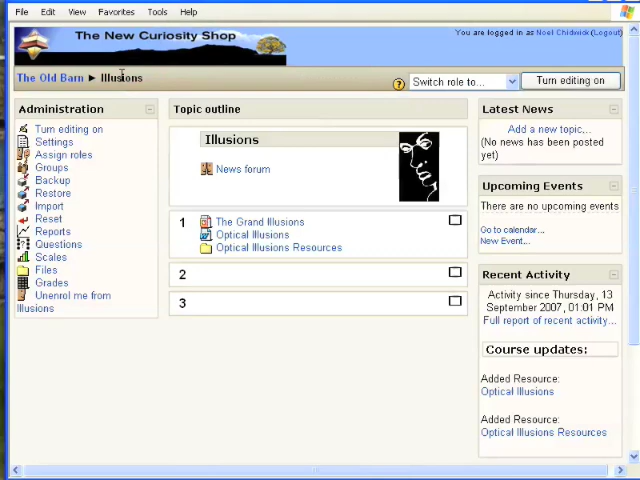 File Edit View Favorites Tools Help
The New Curiosity Shop
You are logged in as Noel Chidwick (Logout)
The Old Barn ► Illusions
Switch role to...
Turn editing on
Administration
Turn editing on
Settings
Assign roles
Groups
Backup
Restore
Import
Reset
Reports
Questions
Scales
Files
Grades
Unenrol me from
Illusions
Topic outline
Illusions
Liar
News forum
1
The Grand Illusions
Optical Illusions
Optical Illusions Resources
2
3
Latest News
Add a new topic...
(No news has been posted
yet)
Upcoming Events
There are no upcoming events
Go to calendar...
New Event...
Recent Activity
Activity since Thursday, 13
September 2007, 01:01 PM
Full report of recent activity...
Course updates:
Added Resource:
Optical Illusions
Added Resource:
Optical Illusions Resources